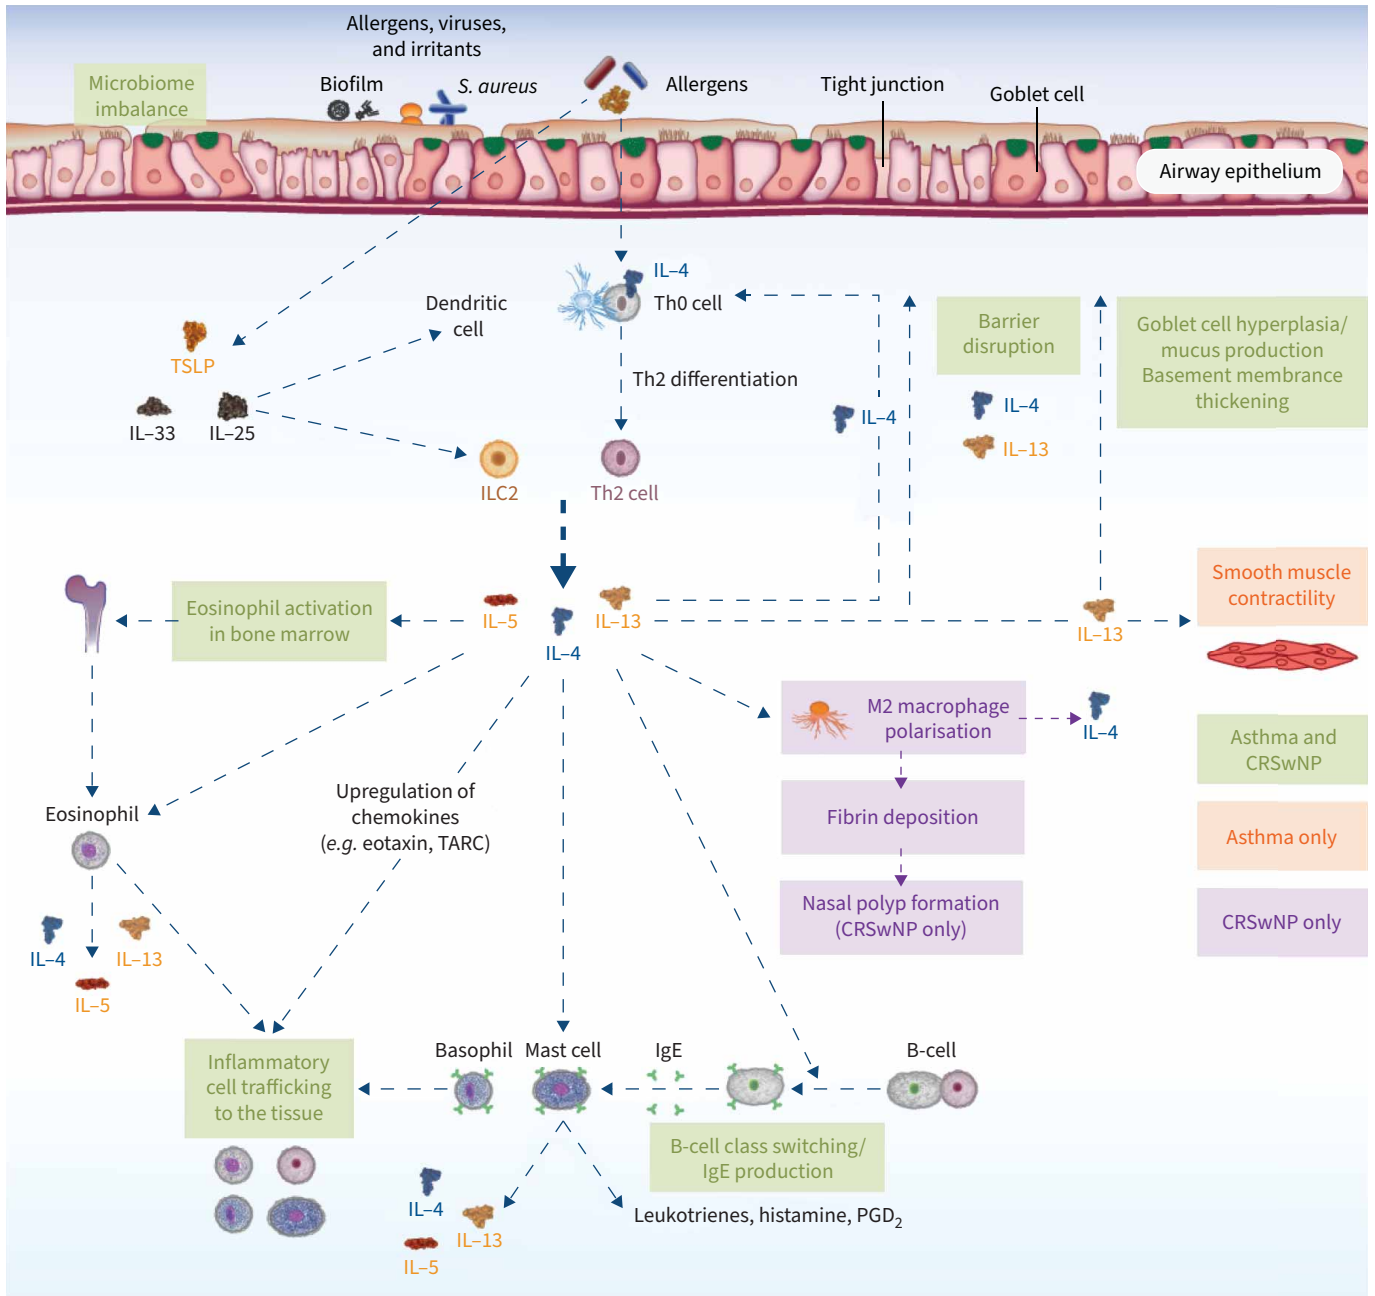 Allergens, viruses,
and irritants
Microbiome
imbalance
Biofilm
S. aureus
Allergens
Tight junction
Goblet cell
Airway epithelium
IL–4
Th0 cell
Dendritic
cell
TSLP
IL–33
IL–25
Th2 differentiation
ILC2
Th2 cell
IL–4
Barrier
disruption
IL–4
IL–13
Goblet cell hyperplasia/
mucus production
Basement membrance
thickening
Eosinophil activation
in bone marrow
IL–5
IL–4
IL–13
IL–13
Smooth muscle
contractility
M2 macrophage
polarisation
IL–4
Fibrin deposition
Nasal polyp formation
(CRSwNP only)
Asthma and
CRSwNP
Asthma only
CRSwNP only
Upregulation of
chemokines
(e.g. eotaxin, TARC)
Eosinophil
IL–4
IL–13
IL–5
Inflammatory
cell trafficking
to the tissue
Basophil
Mast cell
IgE
B-cell
B-cell class switching/
IgE production
IL–4
IL–13
IL–5
Leukotrienes, histamine, PGD2